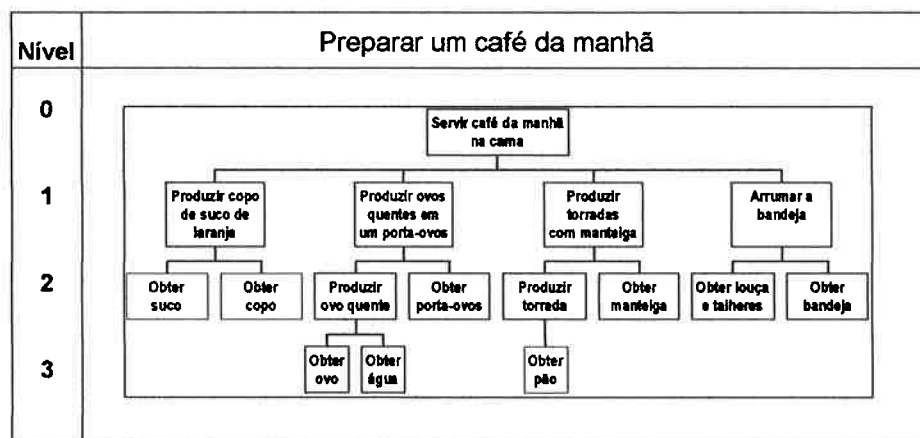 Nível
Preparar um café da manhã
0
Servir café da manhã
na cama
1
Produzir copo
de suco de
laranja
Produzir ovos
quentes em
um porta-ovos
Produzir
torradas
com manteiga
Arrumar a
bandeja
2
Obter
suco
Obter
copo
Produzir
ovo quente
Obter
porta-ovos
Produzir
torrada
Obter
manteiga
Obter louça
e talheres
Obter
bandeja
3
Obter
ovo
Obter
água
Obter
pão